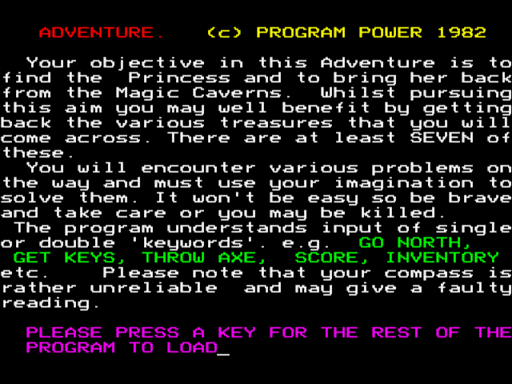 ADVENTURE. (c) PROGRAM POWER 1982
Your objective in this Adventure is to
find the Princess and to bring her back
from the Magic Caverns. Whilst pursuing
this aim you may well benefit by getting
back the various treasures that you will
come across. There are at least SEVEN of
these.
You will encounter various problems on
the way and must use your imagination to
solve them. It won't be easy so be brave
and take care or you may be killed.
The program understands input of single
or double 'keywords'. e.g. GO NORTH,
GET KEYS, THROW AXE, SCORE, INVENTORY
etc. Please note that your compass is
rather unreliable and may give a faulty
reading.
PLEASE PRESS A KEY FOR THE REST OF THE
PROGRAM TO LOAD_